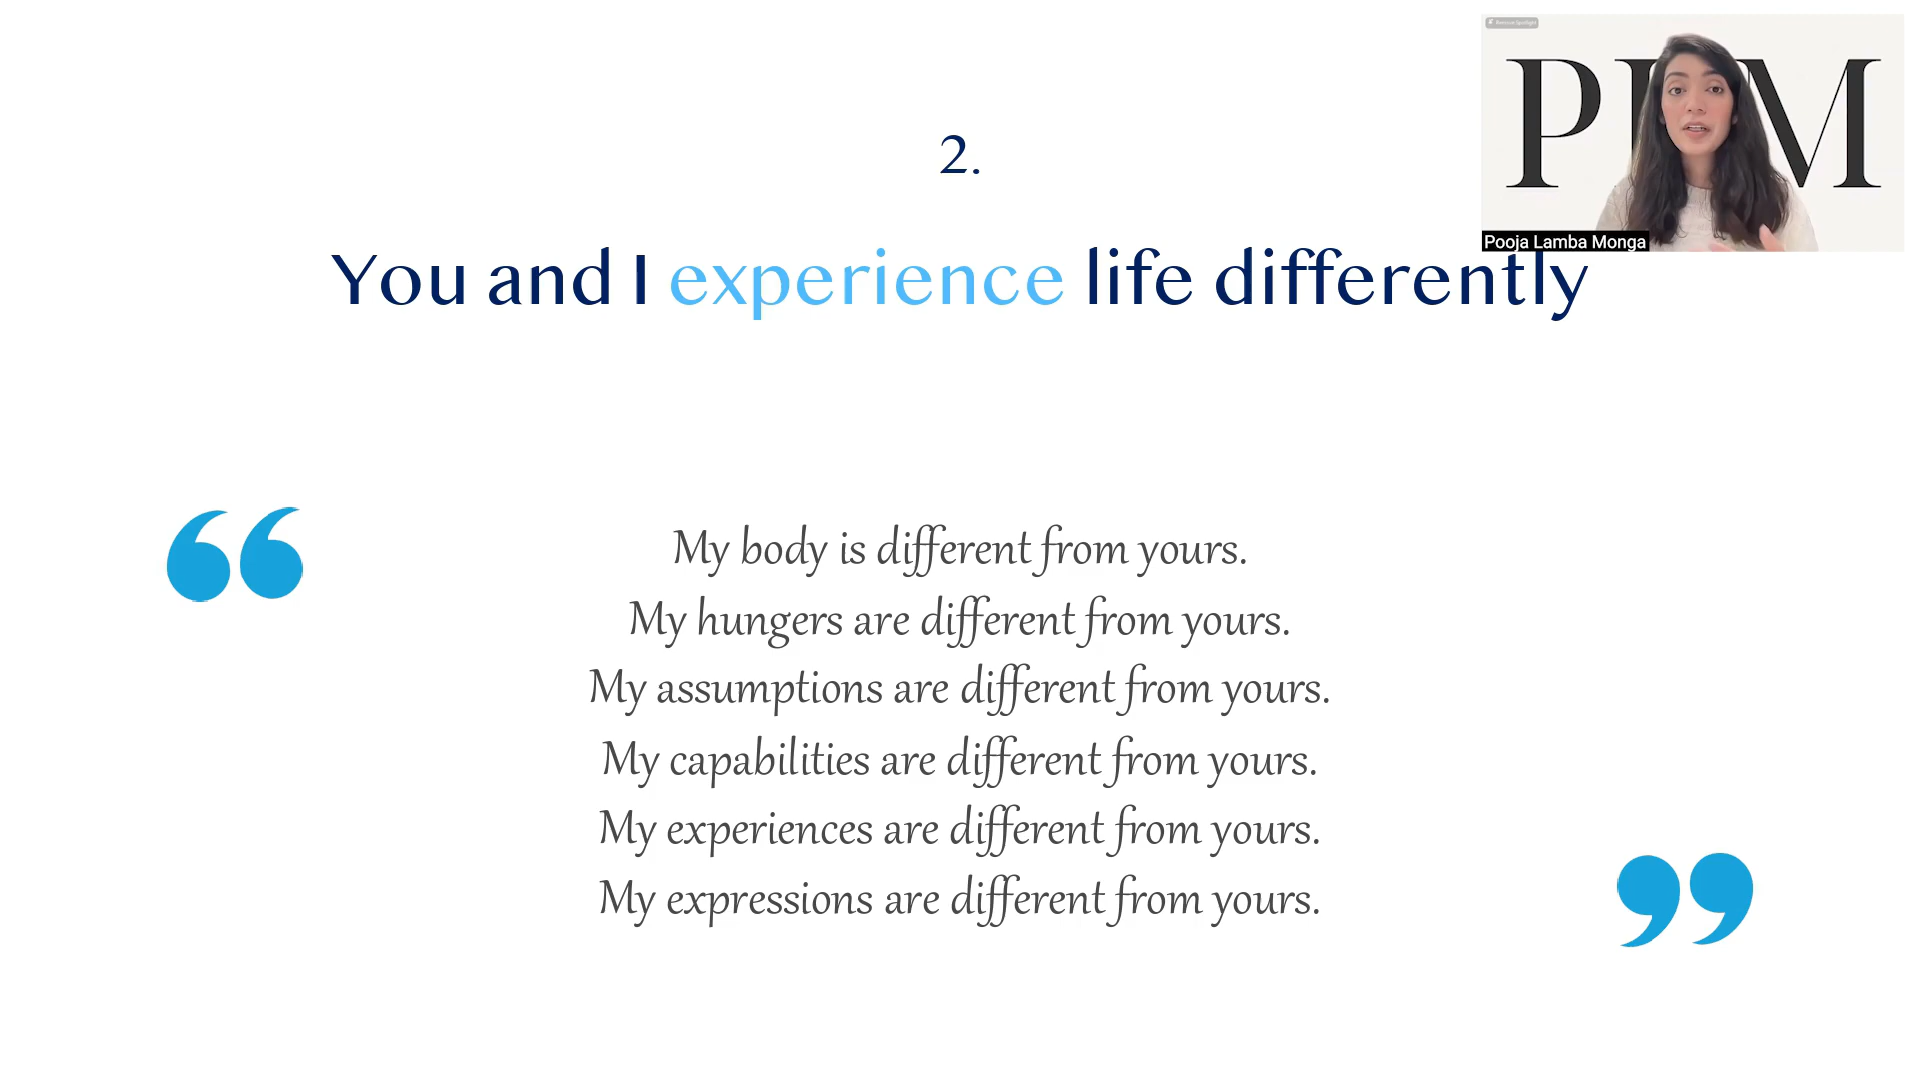 Remove Spotlight
PLM
Pooja Lamba Monga
2.
You and I experience life differently
“
My body is different from yours.
My hungers are different from yours.
My assumptions are different from yours.
My capabilities are different from yours.
My experiences are different from yours.
My expressions are different from yours.
”